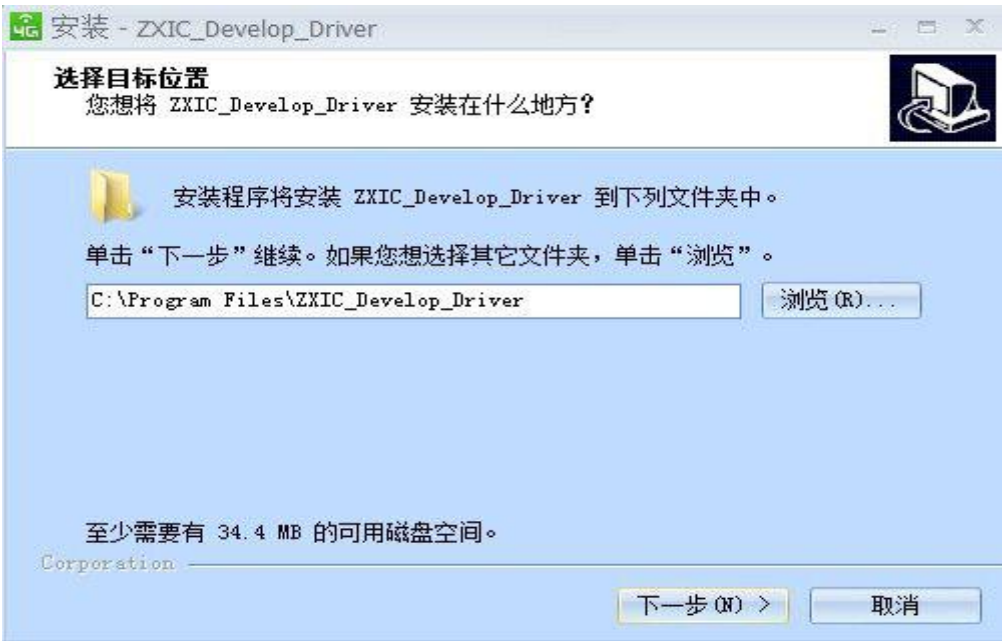 4G 安装 - ZXIC_Develop_Driver
选择目标位置
您想将 ZXIC_Develop_Driver 安装在什么地方?
安装程序将安装 ZXIC_Develop_Driver 到下列文件夹中。
单击“下一步”继续。如果您想选择其它文件夹，单击“浏览”。
C:\Program Files\ZXIC_Develop_Driver 浏览(R)...
至少需要有 34.4 MB 的可用磁盘空间。
Corporation
下一步(N) > 取消